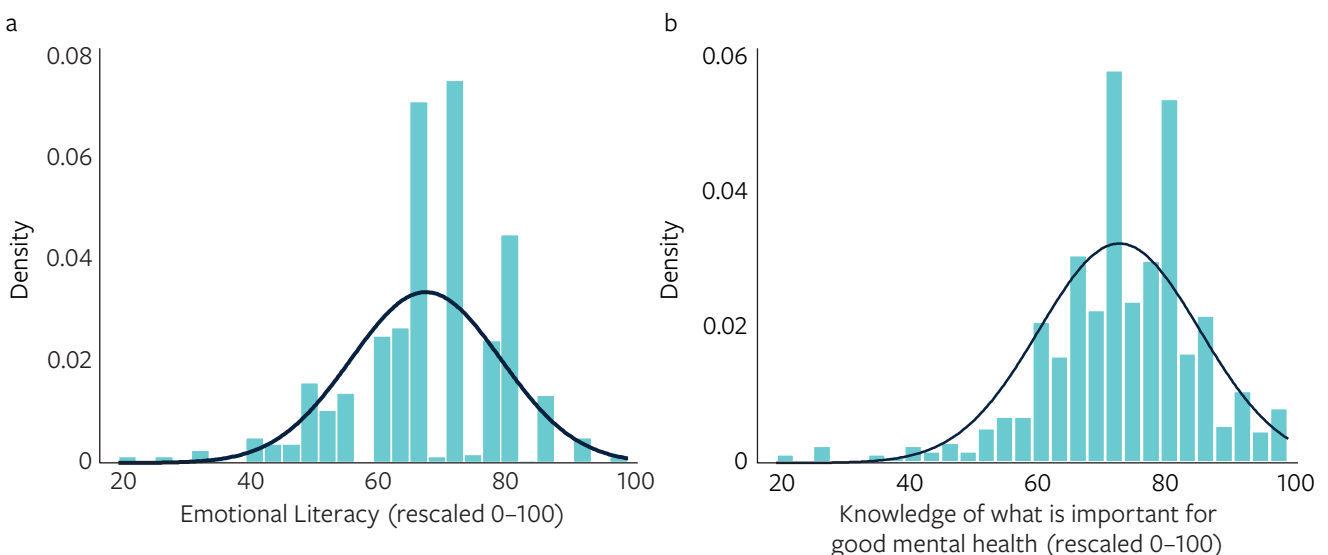 a
0.08
0.06
0.04
0.02
0
Density
20 40 60 80 100
Emotional Literacy (rescaled 0–100)
b
0.06
0.04
0.02
0
Density
20 40 60 80 100
Knowledge of what is important for
good mental health (rescaled 0–100)